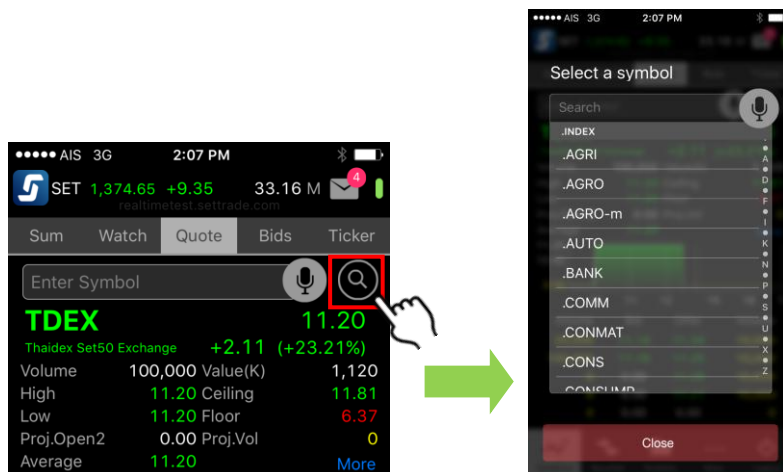 AIS 3G 2:07 PM
SET 1,374.65 +9.35 33.16 M 4
realtimetest.settrade.com
Sum Watch Quote Bids Ticker
Enter Symbol
TDEX 11.20
Thaidex Set50 Exchange +2.11 (+23.21%)
Volume 100,000 Value(K) 1,120
High 11.20 Ceiling 11.81
Low 11.20 Floor 6.37
Proj.Open2 0.00 Proj.Vol 0
Average 11.20 More
AIS 3G 2:07 PM
Select a symbol
Search
.INDEX
.AGRI
.AGRO
.AGRO-m
.AUTO
.BANK
.COMM
.CONMAT
.CONS
.CONSUMP
A
D
F
I
K
N
P
S
U
X
Z
Close